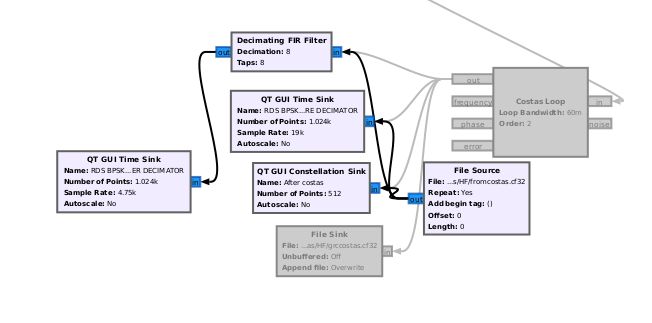 Decimating FIR Filter
Decimation: 8
Taps: 8
out
in
QT GUI Time Sink
Name: RDS BPSK...RE DECIMATOR
Number of Points: 1.024k
Sample Rate: 19k
Autoscale: No
in
out
frequency
phase
error
Costas Loop
Loop Bandwidth: 60m
Order: 2
in
noise
QT GUI Time Sink
Name: RDS BPSK...ER DECIMATOR
Number of Points: 1.024k
Sample Rate: 4.75k
Autoscale: No
in
QT GUI Constellation Sink
Name: After costas
Number of Points: 512
Autoscale: No
in
out
File Source
File: ...s/HF/fromcostas.cf32
Repeat: Yes
Add begin tag: ()
Offset: 0
Length: 0
File Sink
File: ...as/HF/grccostas.cf32
Unbuffered: Off
Append file: Overwrite
in